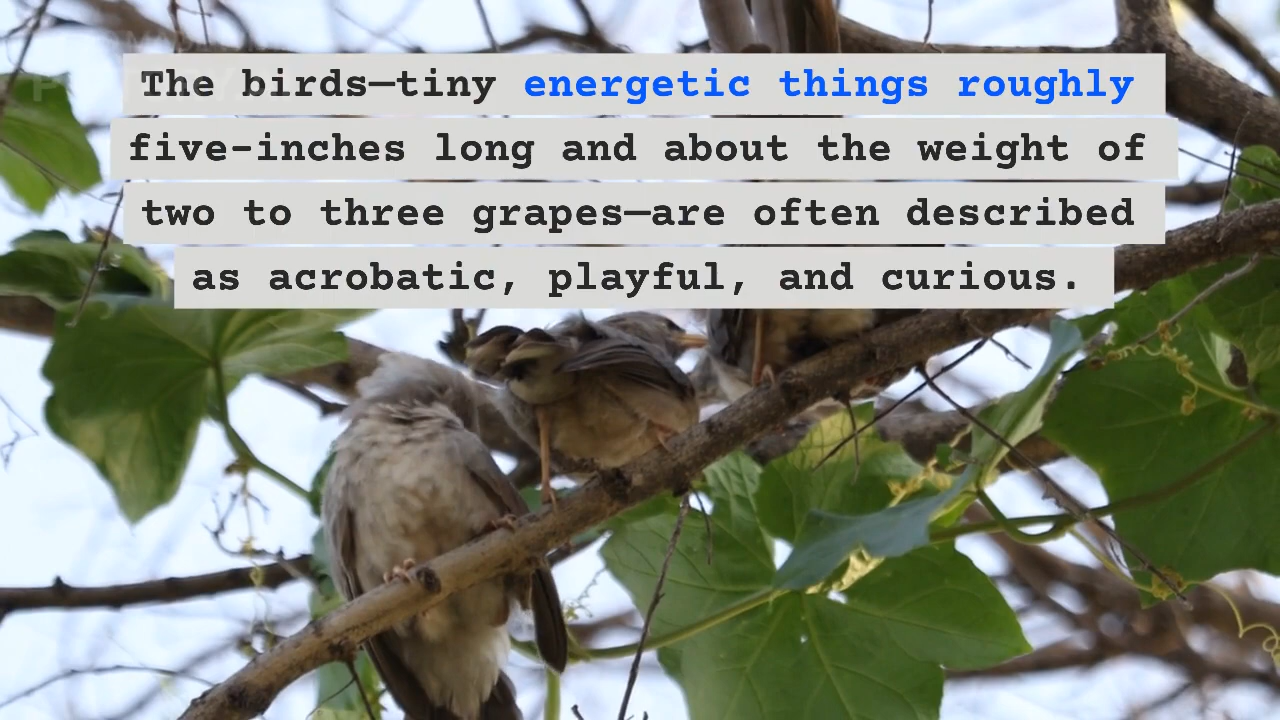 The birds—tiny energetic things roughly
five-inches long and about the weight of
two to three grapes—are often described
as acrobatic, playful, and curious.